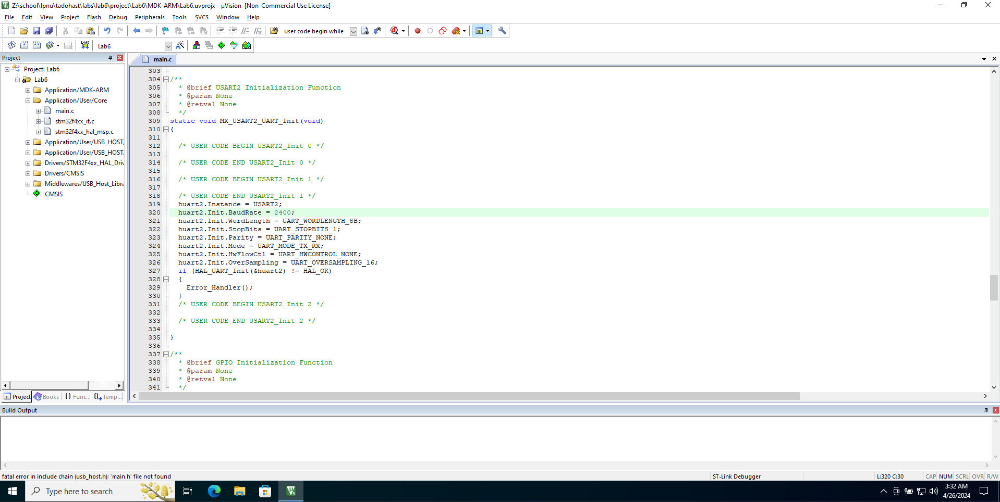 Z:\school\lpnu\tadohast\labs\lab6\project\Lab6\MDK-ARM\Lab6.uvprojx - µVision  [Non-Commercial Use License]
File Edit View Project Flash Debug Peripherals Tools SVCS Window Help
user code begin while
LOAD
Lab6
Project
Project: Lab6
Lab6
Application/MDK-ARM
Application/User/Core
main.c
stm32f4xx_it.c
stm32f4xx_hal_msp.c
Application/User/USB_HOST,
Application/User/USB_HOST,
Drivers/STM32F4xx_HAL_Driv
Drivers/CMSIS
Middlewares/USB_Host_Libra
CMSIS
Project Books {} Func... Temp...
main.c
303
304 /**
305   * @brief USART2 Initialization Function
306   * @param None
307   * @retval None
308   */
309 static void MX_USART2_UART_Init(void)
310 {
311
312   /* USER CODE BEGIN USART2_Init 0 */
313
314   /* USER CODE END USART2_Init 0 */
315
316   /* USER CODE BEGIN USART2_Init 1 */
317
318   /* USER CODE END USART2_Init 1 */
319   huart2.Instance = USART2;
320   huart2.Init.BaudRate = 2400;
321   huart2.Init.WordLength = UART_WORDLENGTH_8B;
322   huart2.Init.StopBits = UART_STOPBITS_1;
323   huart2.Init.Parity = UART_PARITY_NONE;
324   huart2.Init.Mode = UART_MODE_TX_RX;
325   huart2.Init.HwFlowCtl = UART_HWCONTROL_NONE;
326   huart2.Init.OverSampling = UART_OVERSAMPLING_16;
327   if (HAL_UART_Init(&huart2) != HAL_OK)
328   {
329     Error_Handler();
330   }
331   /* USER CODE BEGIN USART2_Init 2 */
332
333   /* USER CODE END USART2_Init 2 */
334
335 }
336
337 /**
338   * @brief GPIO Initialization Function
339   * @param None
340   * @retval None
341   */
Build Output
fatal error in include chain (usb_host.h): 'main.h' file not found
ST-Link Debugger
L:320 C:30
CAP NUM SCRL OVR R/W
Type here to search
3:32 AM
4/26/2024